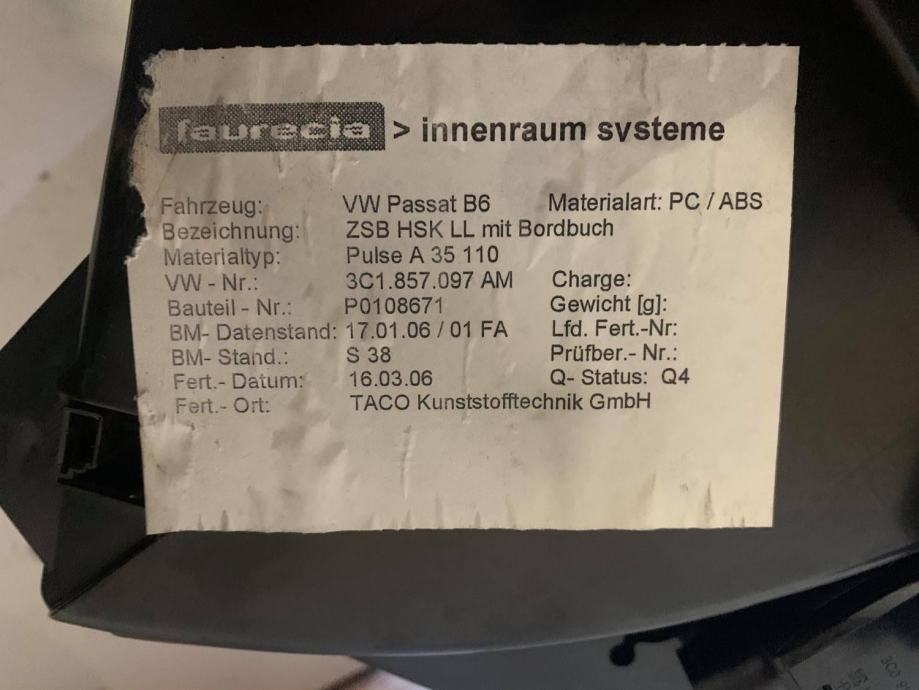 faurecia > innenraum systeme
Fahrzeug: VW Passat B6 Materialart: PC / ABS
Bezeichnung: ZSB HSK LL mit Bordbuch
Materialtyp: Pulse A 35 110
VW - Nr.: 3C1.857.097 AM Charge:
Bauteil - Nr.: P0108671 Gewicht [g]:
BM- Datenstand: 17.01.06 / 01 FA Lfd. Fert.-Nr:
BM- Stand.: S 38 Prüfber.- Nr.:
Fert.- Datum: 16.03.06 Q- Status: Q4
Fert.- Ort: TACO Kunststofftechnik GmbH